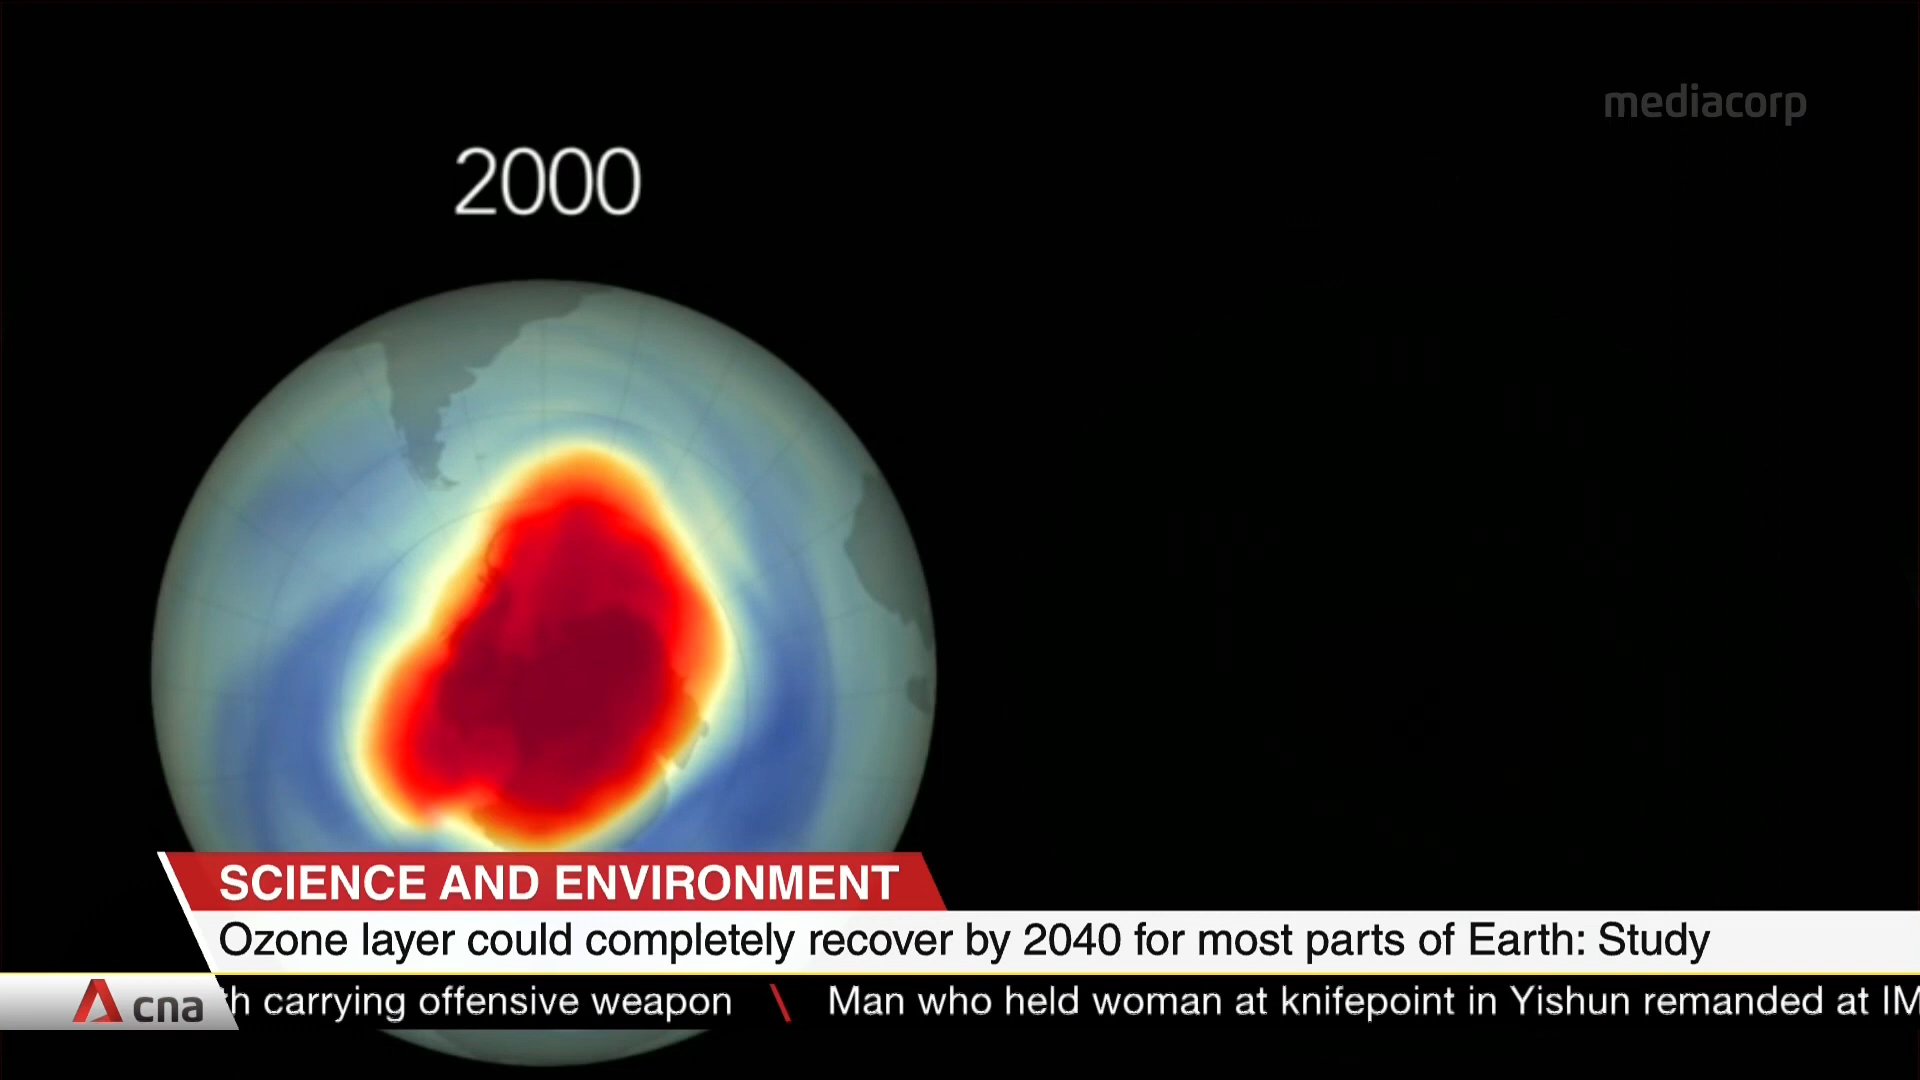 mediacorp
2000
SCIENCE AND ENVIRONMENT
Ozone layer could completely recover by 2040 for most parts of Earth: Study
cna
h carrying offensive weapon \ Man who held woman at knifepoint in Yishun remanded at IM